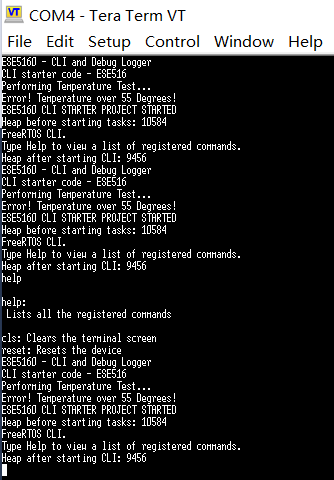 VT COM4 - Tera Term VT
File Edit Setup Control Window Help
ESE5160 - CLI and Debug Logger
CLI starter code - ESE516
Performing Temperature Test...
Error! Temperature over 55 Degrees!
ESE5160 CLI STARTER PROJECT STARTED
Heap before starting tasks: 10584
FreeRTOS CLI.
Type Help to view a list of registered commands.
Heap after starting CLI: 9456
ESE5160 - CLI and Debug Logger
CLI starter code - ESE516
Performing Temperature Test...
Error! Temperature over 55 Degrees!
ESE5160 CLI STARTER PROJECT STARTED
Heap before starting tasks: 10584
FreeRTOS CLI.
Type Help to view a list of registered commands.
Heap after starting CLI: 9456
help
help:
Lists all the registered commands
cls: Clears the terminal screen
reset: Resets the device
ESE5160 - CLI and Debug Logger
CLI starter code - ESE516
Performing Temperature Test...
Error! Temperature over 55 Degrees!
ESE5160 CLI STARTER PROJECT STARTED
Heap before starting tasks: 10584
FreeRTOS CLI.
Type Help to view a list of registered commands.
Heap after starting CLI: 9456